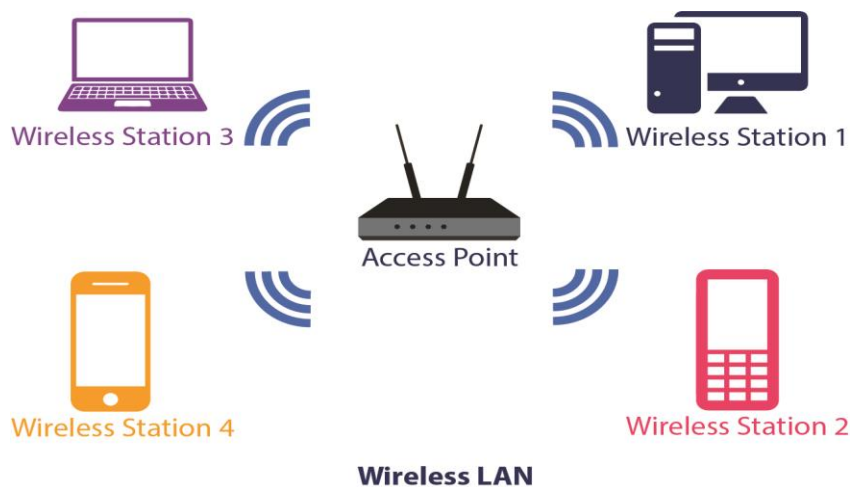 Wireless Station 3
Wireless Station 1
Access Point
Wireless Station 4
Wireless Station 2
Wireless LAN